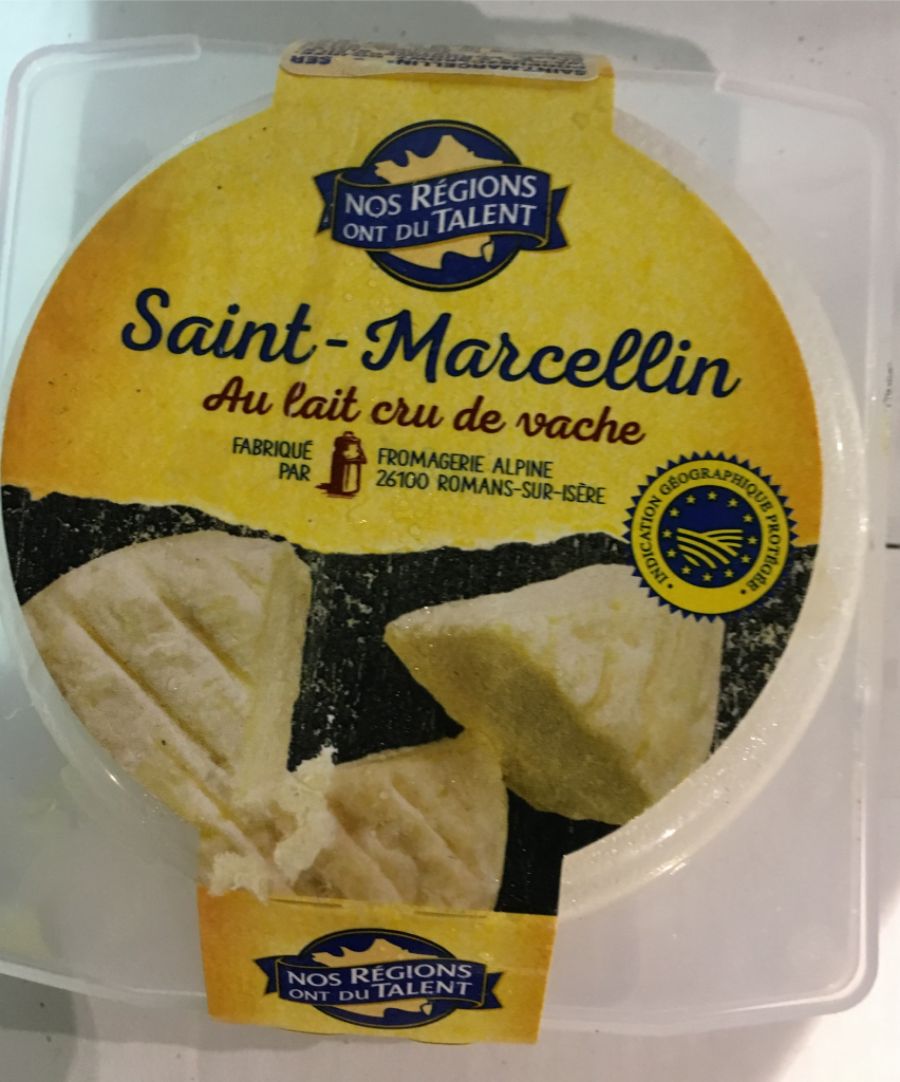 NOS RÉGIONS
ONT DU TALENT
Saint-Marcellin
Au lait cru de vache
FABRIQUÉ
PAR
FROMAGERIE ALPINE
26100 ROMANS-SUR-ISÈRE
• INDICATION GÉOGRAPHIQUE PROTÉGÉE •
NOS RÉGIONS
ONT DU TALENT